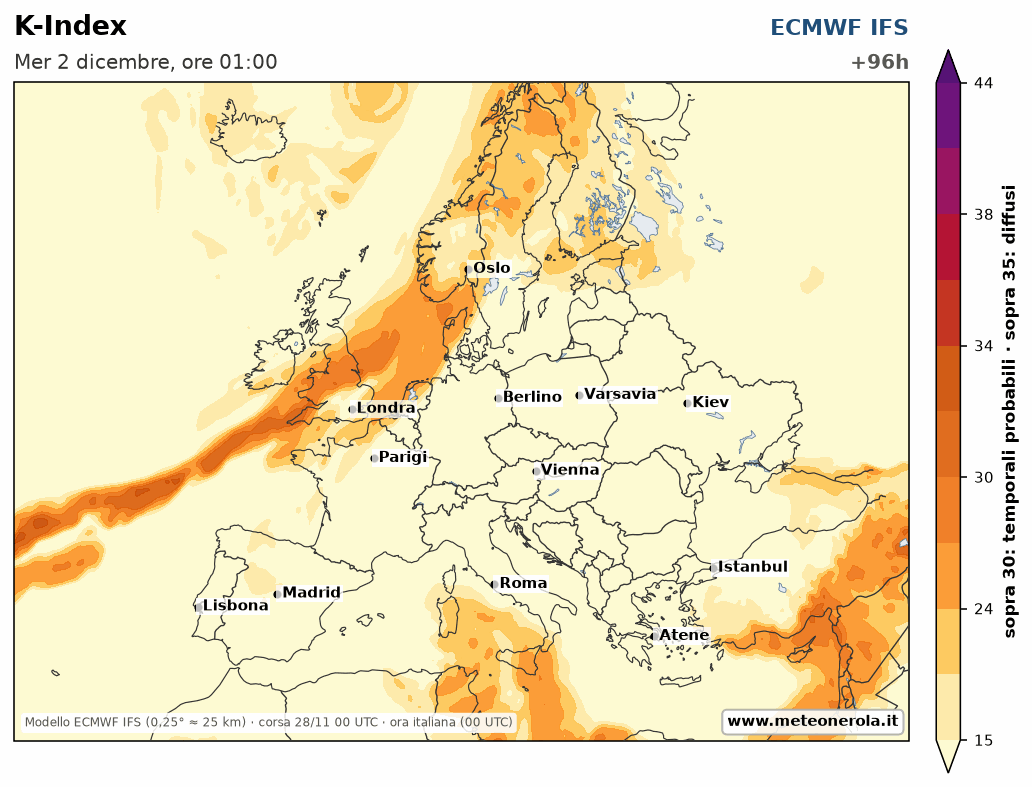 K-Index
ECMWF IFS
Mer 2 dicembre, ore 01:00
+96h
Oslo
Londra
Berlino
Varsavia
Kiev
Parigi
Vienna
Istanbul
Roma
Madrid
Lisbona
Atene
Modello ECMWF IFS (0,25° ≈ 25 km) · corsa 28/11 00 UTC · ora italiana (00 UTC)
www.meteonerola.it
44
38
34
30
24
15
sopra 30: temporali probabili · sopra 35: diffusi